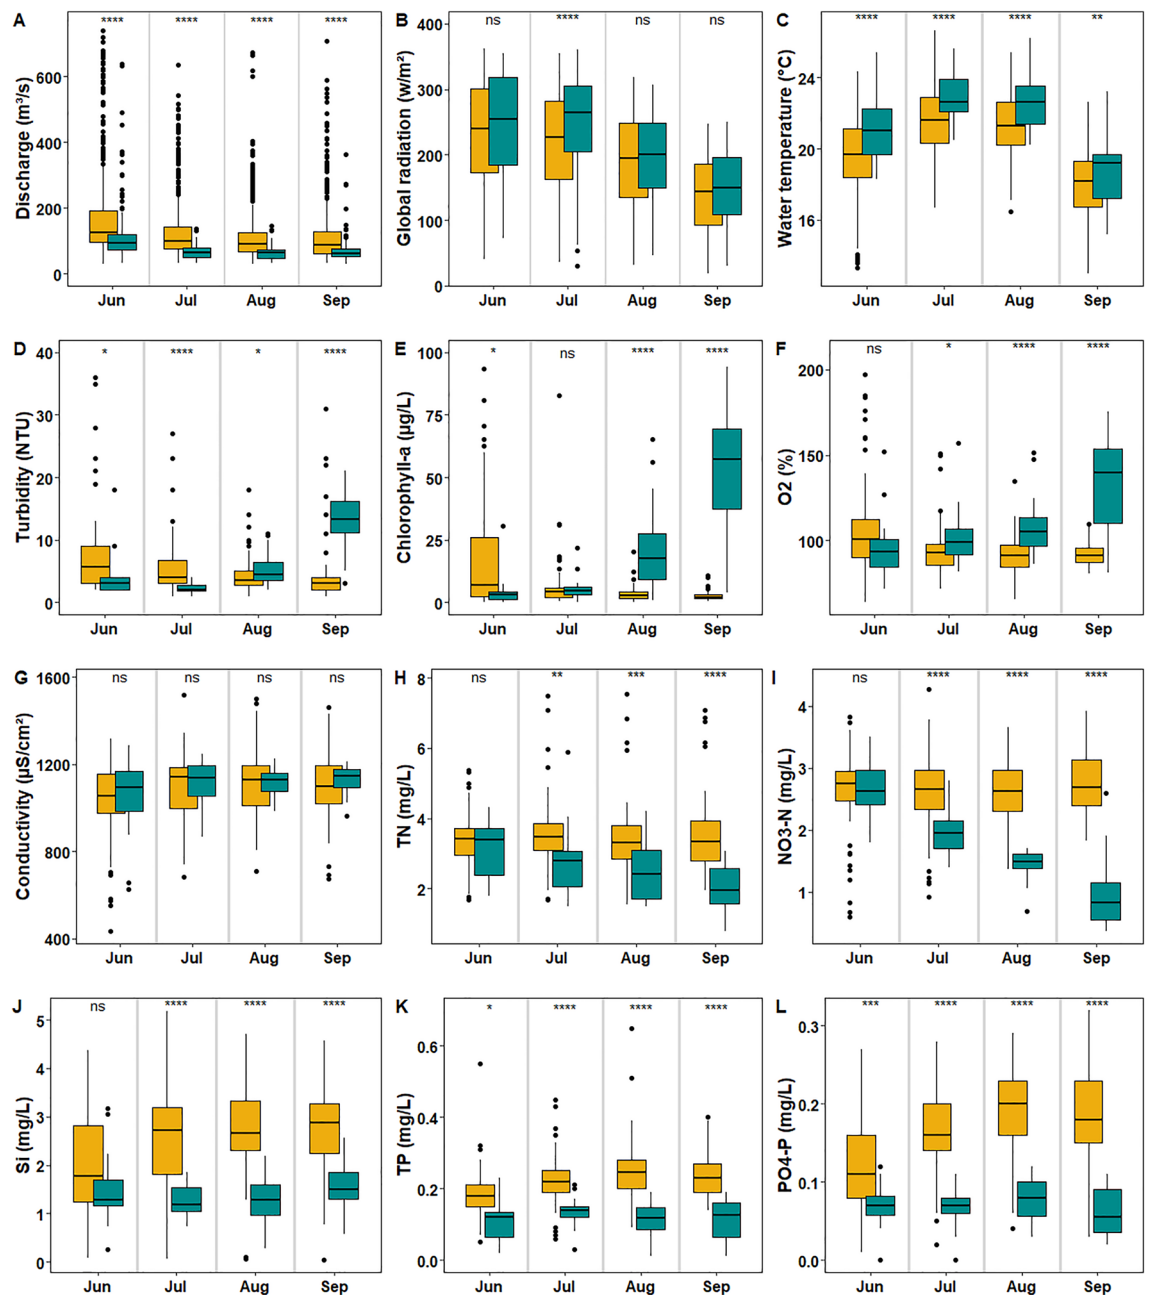 A
Discharge (m³/s)
**** **** **** ****
600
400
200
0
Jun Jul Aug Sep
B
Global radiation (w/m²)
ns **** ns ns
400
300
200
100
0
Jun Jul Aug Sep
C
Water temperature (°C)
**** **** **** **
24
20
16
Jun Jul Aug Sep
D
Turbidity (NTU)
* **** * ****
40
30
20
10
0
Jun Jul Aug Sep
E
Chlorophyll-a (µg/L)
* ns **** ****
100
75
50
25
0
Jun Jul Aug Sep
F
O2 (%)
ns * **** ****
200
150
100
Jun Jul Aug Sep
G
Conductivity (µS/cm²)
ns ns ns ns
1600
1200
800
400
Jun Jul Aug Sep
H
TN (mg/L)
ns ** *** ****
8
6
4
2
Jun Jul Aug Sep
I
NO3-N (mg/L)
ns **** **** ****
4
3
2
1
Jun Jul Aug Sep
J
Si (mg/L)
ns **** **** ****
5
4
3
2
1
0
Jun Jul Aug Sep
K
TP (mg/L)
* **** **** ****
0.6
0.4
0.2
0.0
Jun Jul Aug Sep
L
PO4-P (mg/L)
*** **** **** ****
0.3
0.2
0.1
0.0
Jun Jul Aug Sep